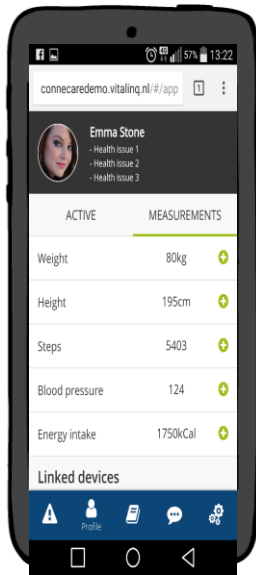 57% 13:22
connecaredemo.vitalinq.nl/#/app 1
Emma Stone
- Health issue 1
- Health issue 2
- Health issue 3
ACTIVE MEASUREMENTS
Weight 80kg
Height 195cm
Steps 5403
Blood pressure 124
Energy intake 1750kCal
Linked devices
Profile